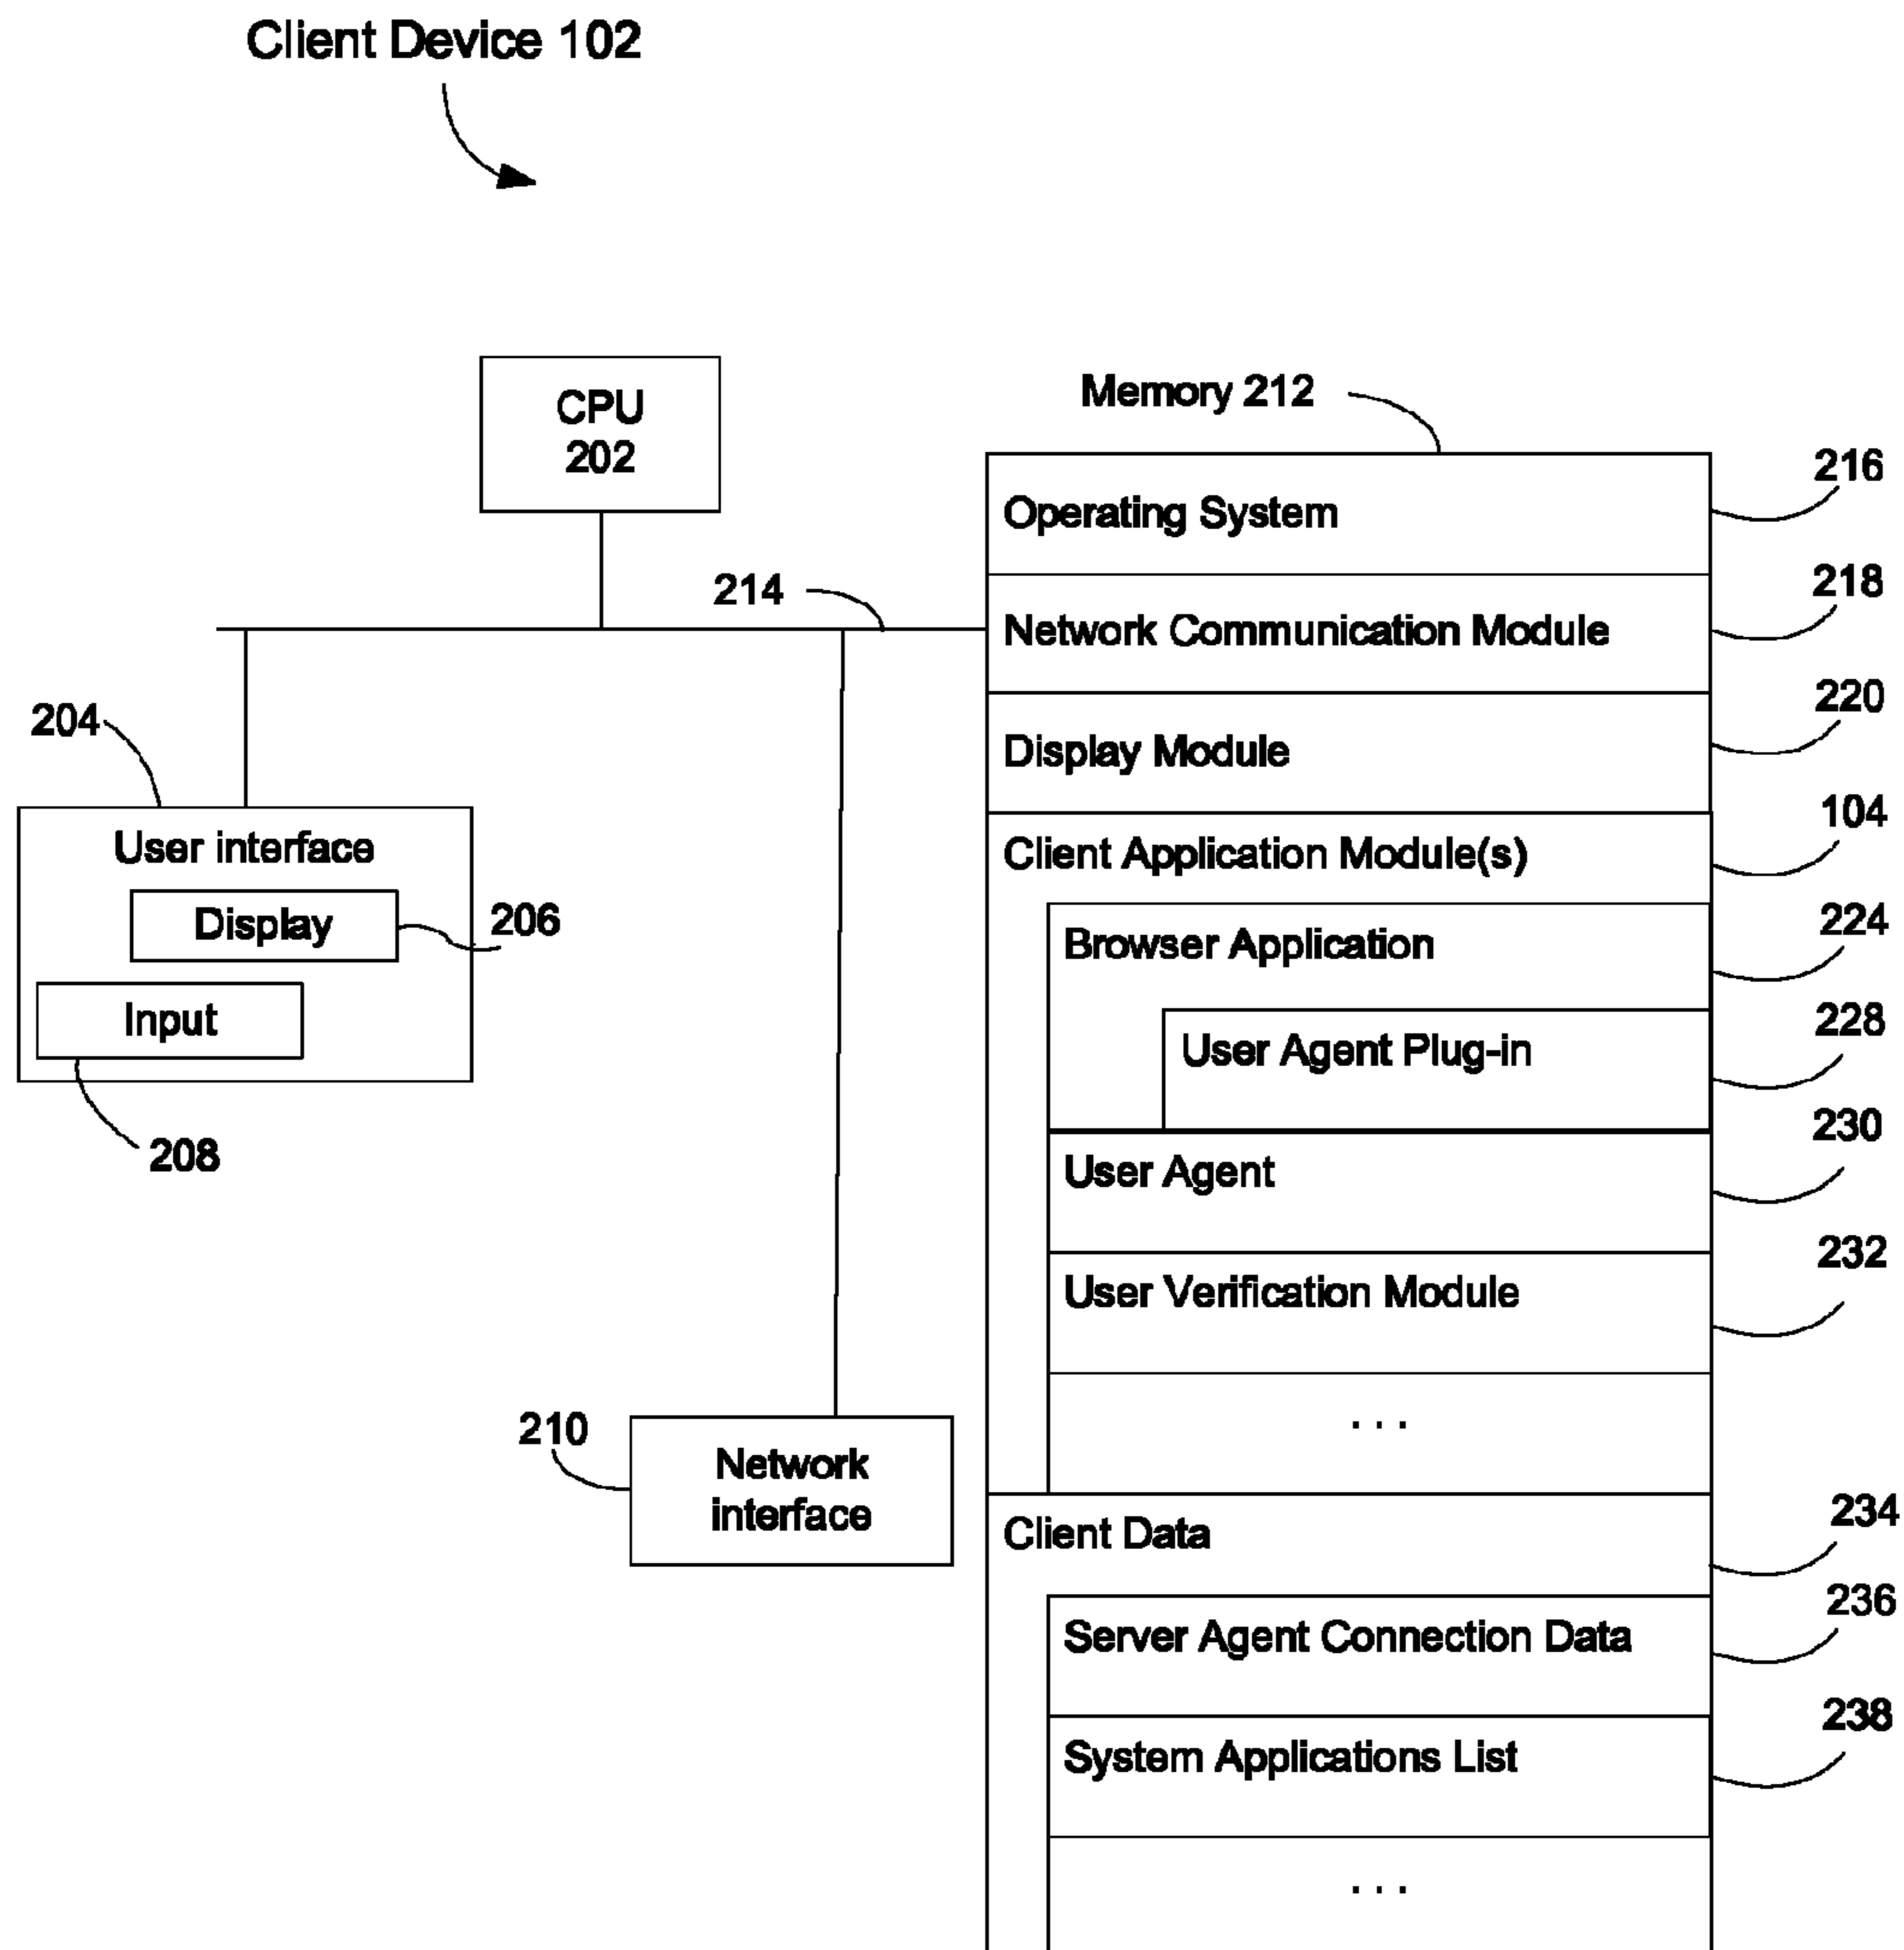 Client Device 102
CPU
202
Memory 212
216
Operating System
214
218
Network Communication Module
204
220
Display Module
User interface
104
Client Application Module(s)
Display
206
224
Browser Application
Input
228
User Agent Plug-in
208
230
User Agent
232
User Verification Module
. . .
210
Network
interface
234
Client Data
236
Server Agent Connection Data
238
System Applications List
. . .